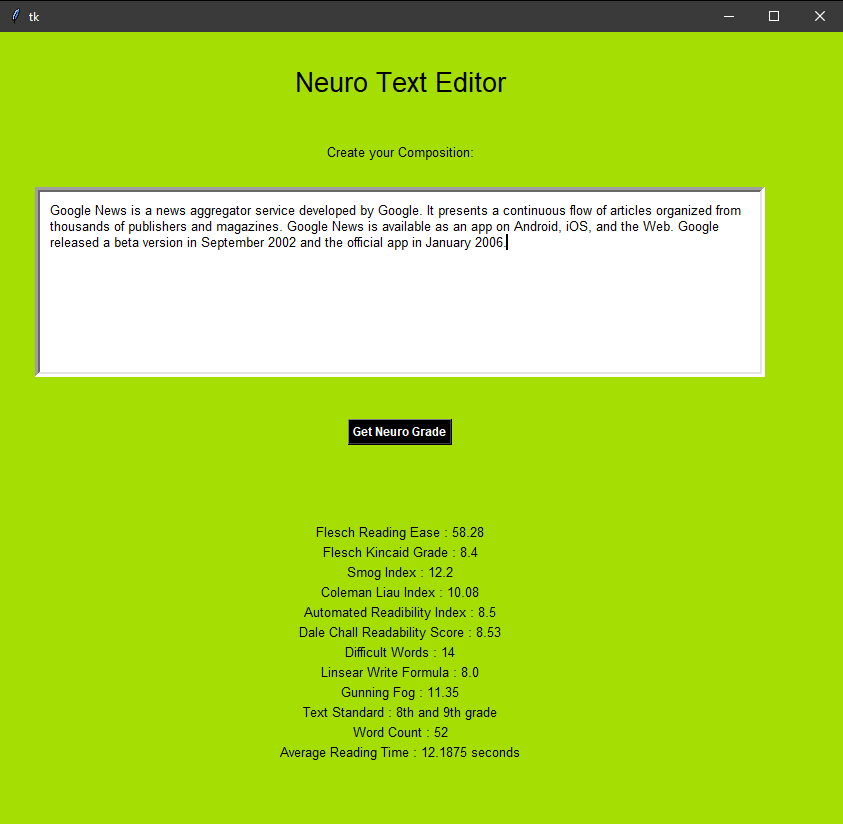 tk
Neuro Text Editor
Create your Composition:
Google News is a news aggregator service developed by Google. It presents a continuous flow of articles organized from
thousands of publishers and magazines. Google News is available as an app on Android, iOS, and the Web. Google
released a beta version in September 2002 and the official app in January 2006.
Get Neuro Grade
Flesch Reading Ease : 58.28
Flesch Kincaid Grade : 8.4
Smog Index : 12.2
Coleman Liau Index : 10.08
Automated Readibility Index : 8.5
Dale Chall Readability Score : 8.53
Difficult Words : 14
Linsear Write Formula : 8.0
Gunning Fog : 11.35
Text Standard : 8th and 9th grade
Word Count : 52
Average Reading Time : 12.1875 seconds